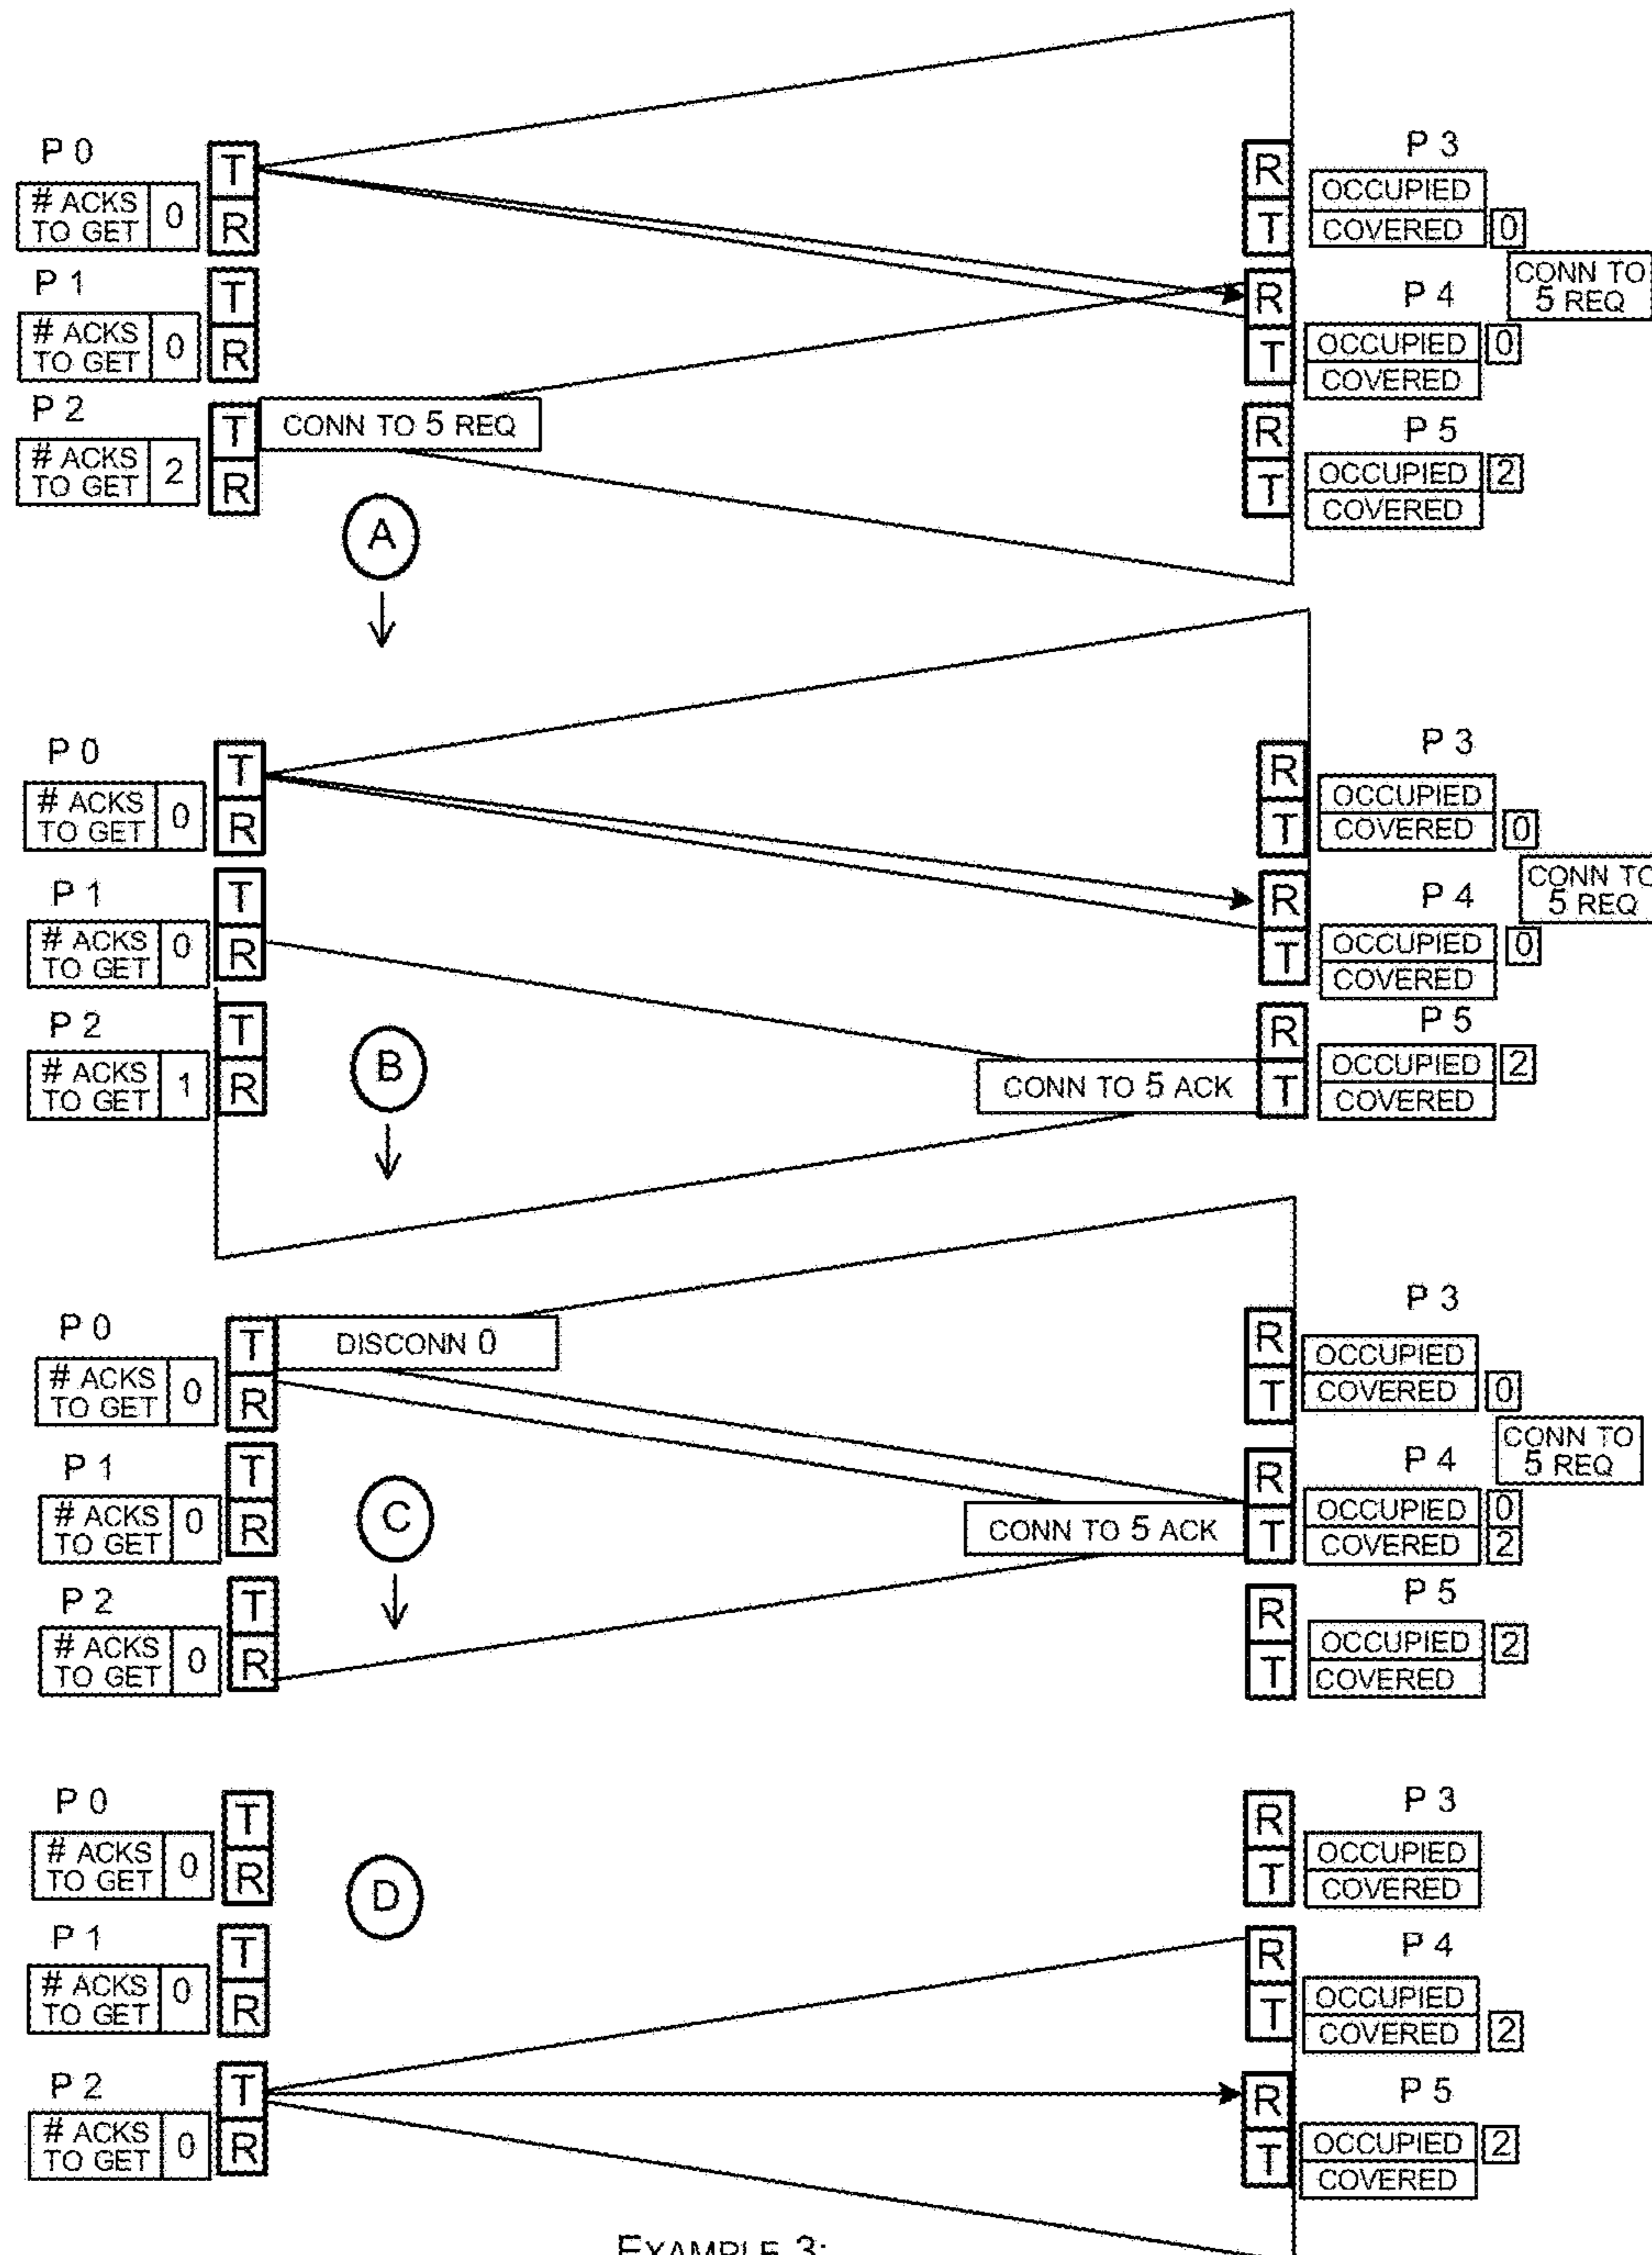 P 0
# ACKS TO GET 0
T
R
P 1
# ACKS TO GET 0
T
R
P 2
# ACKS TO GET 2
T
R
CONN TO 5 REQ
R
T
P 3
OCCUPIED
COVERED 0
CONN TO 5 REQ
R
T
P 4
OCCUPIED 0
COVERED
R
T
P 5
OCCUPIED 2
COVERED
A
P 0
# ACKS TO GET 0
T
R
P 1
# ACKS TO GET 0
T
R
P 2
# ACKS TO GET 1
T
R
R
T
P 3
OCCUPIED
COVERED 0
CONN TO 5 REQ
R
T
P 4
OCCUPIED 0
COVERED
CONN TO 5 ACK
R
T
P 5
OCCUPIED 2
COVERED
B
P 0
# ACKS TO GET 0
T
R
DISCONN 0
P 1
# ACKS TO GET 0
T
R
P 2
# ACKS TO GET 0
T
R
R
T
P 3
OCCUPIED
COVERED 0
CONN TO 5 REQ
CONN TO 5 ACK
R
T
P 4
OCCUPIED 0
COVERED 2
R
T
P 5
OCCUPIED 2
COVERED
C
P 0
# ACKS TO GET 0
T
R
P 1
# ACKS TO GET 0
T
R
P 2
# ACKS TO GET 0
T
R
D
R
T
P 3
OCCUPIED
COVERED
R
T
P 4
OCCUPIED
COVERED 2
R
T
P 5
OCCUPIED 2
COVERED
EXAMPLE 3: